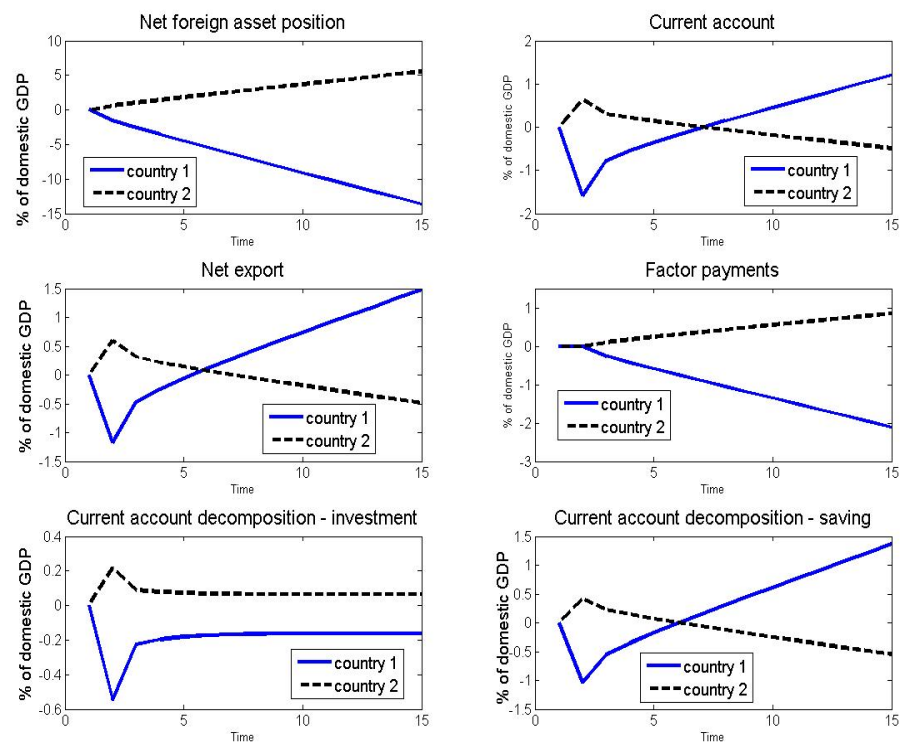 Net foreign asset position
% of domestic GDP
10
5
0
-5
-10
-15
country 1
country 2
0 5 10 15
Time
Current account
% of domestic GDP
2
1
0
-1
-2
country 1
country 2
0 5 10 15
Time
Net export
% of domestic GDP
1.5
1
0.5
0
-0.5
-1
-1.5
country 1
country 2
0 5 10 15
Time
Factor payments
% of domestic GDP
1
0
-1
-2
-3
country 1
country 2
0 5 10 15
Time
Current account decomposition - investment
% of domestic GDP
0.4
0.2
0
-0.2
-0.4
-0.6
country 1
country 2
0 5 10 15
Time
Current account decomposition - saving
% of domestic GDP
1.5
1
0.5
0
-0.5
-1
-1.5
country 1
country 2
0 5 10 15
Time